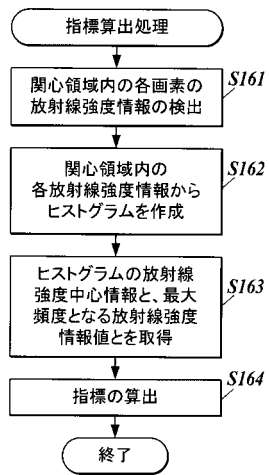 指標算出処理
S161
関心領域内の各画素の
放射線強度情報の検出
S162
関心領域内の
各放射線強度情報から
ヒストグラムを作成
S163
ヒストグラムの放射線
強度中心情報と、最大
頻度となる放射線強度
情報値とを取得
S164
指標の算出
終了